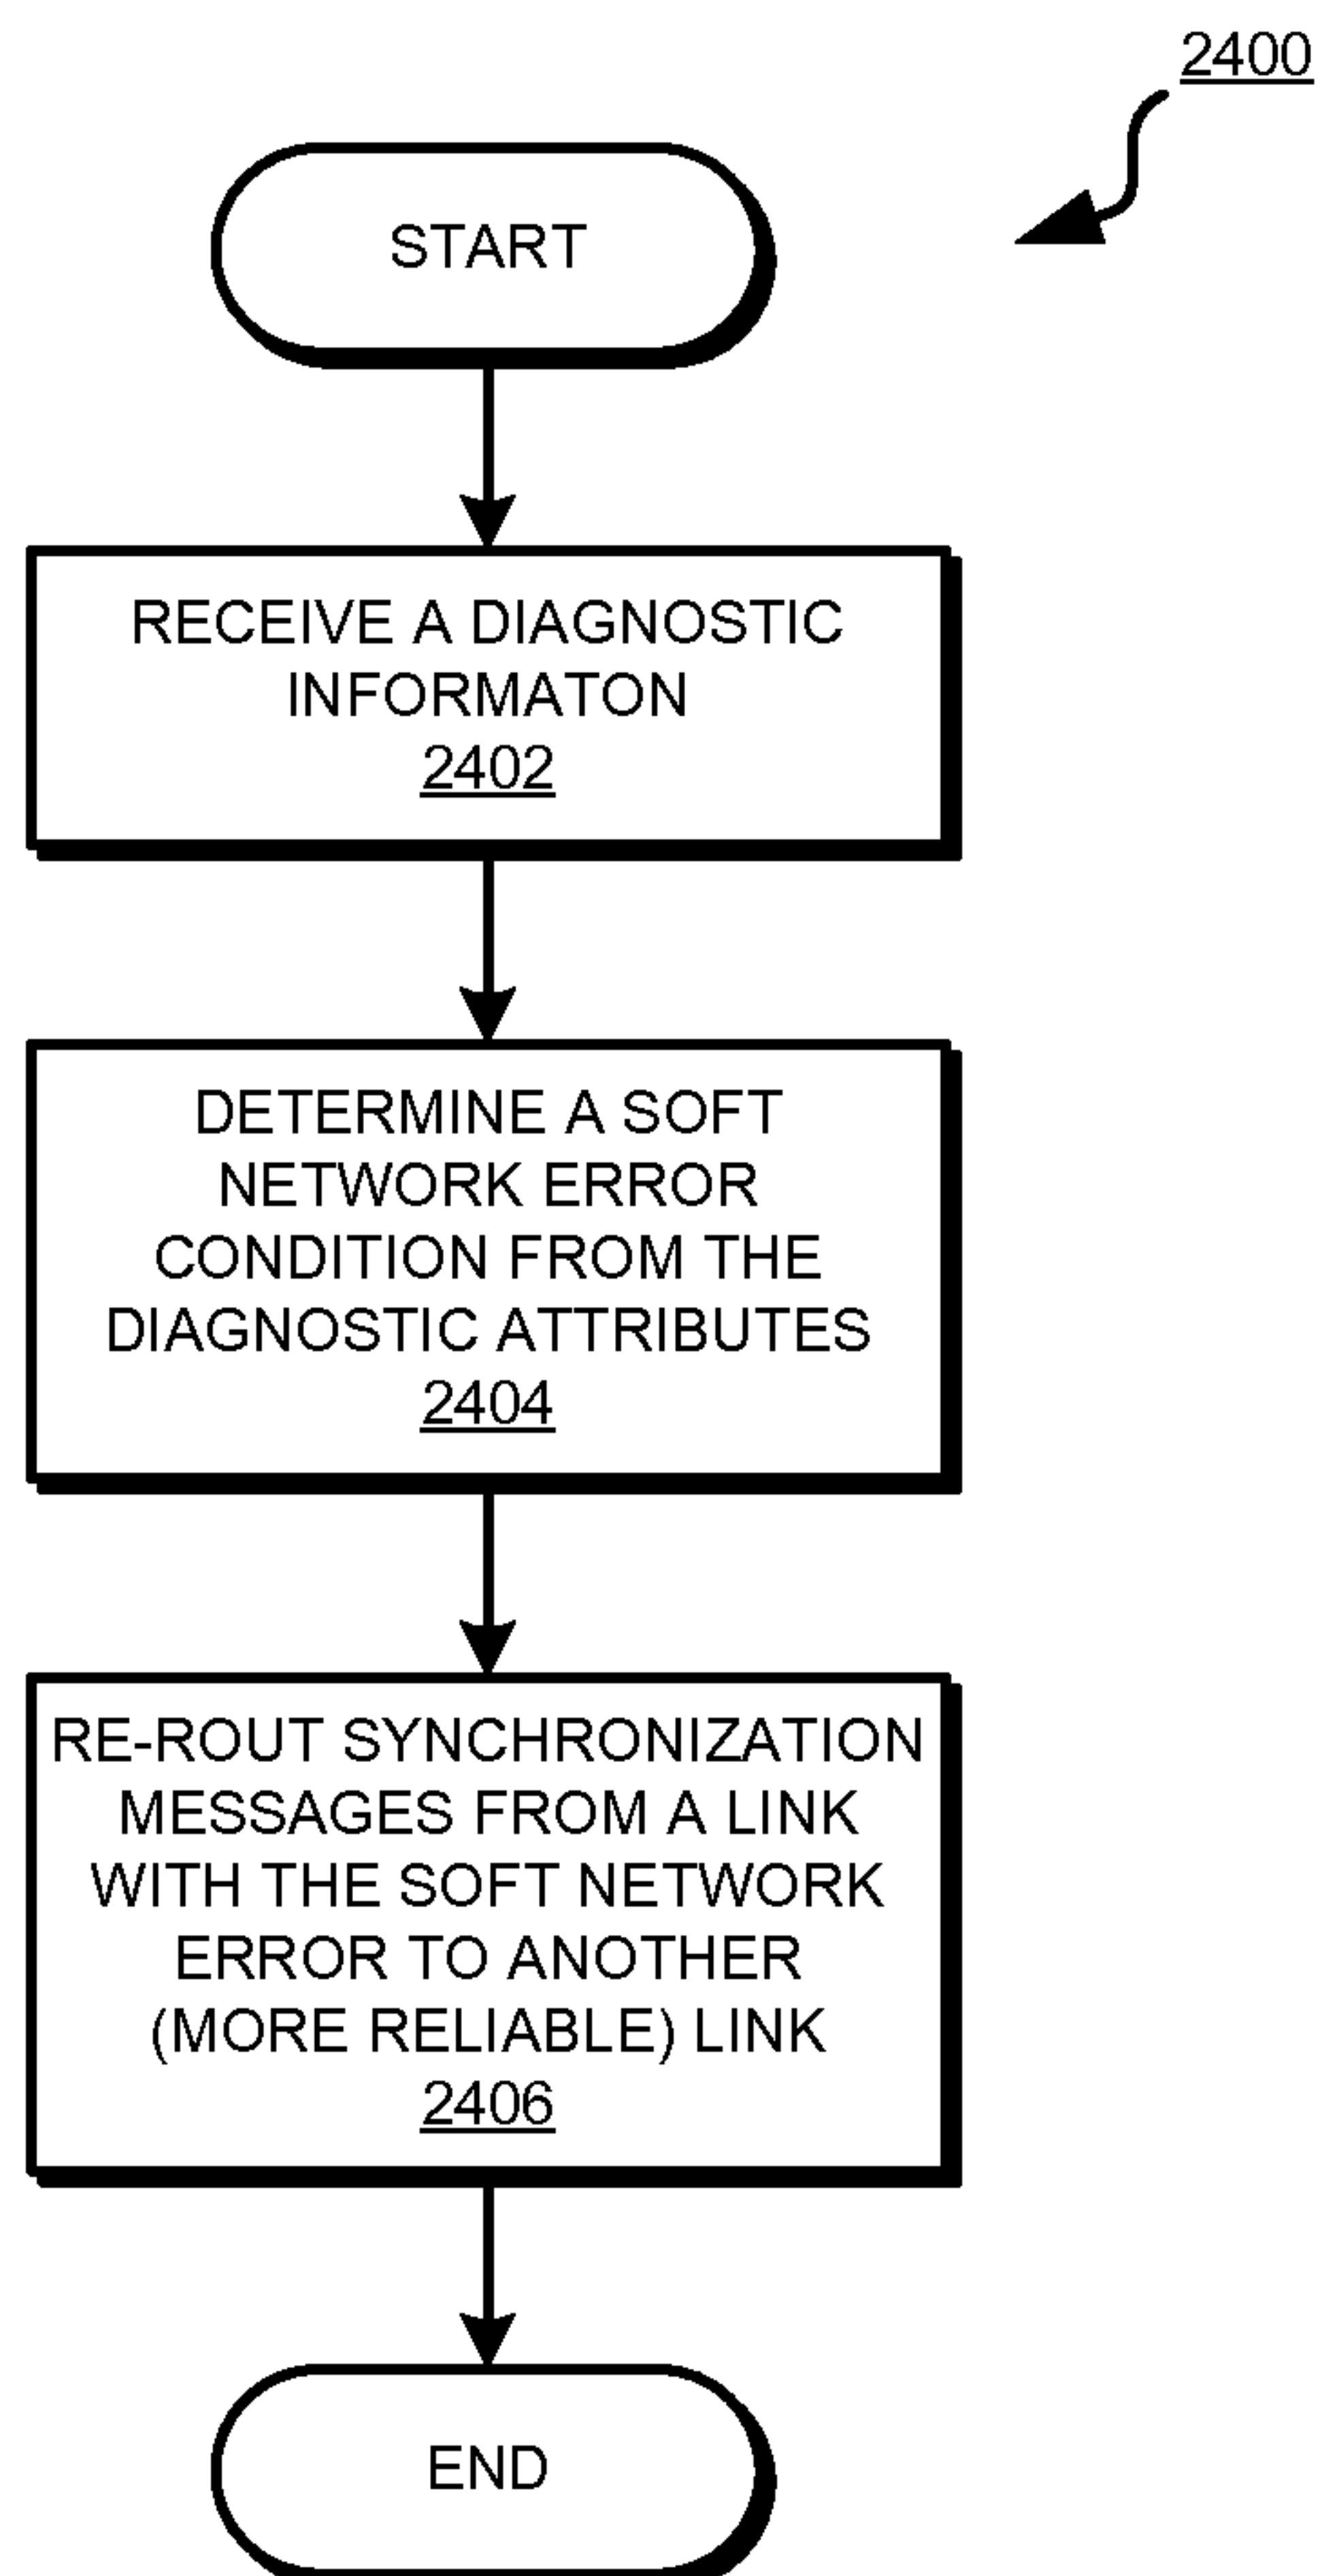 2400
START
RECEIVE A DIAGNOSTIC
INFORMATON
2402
DETERMINE A SOFT
NETWORK ERROR
CONDITION FROM THE
DIAGNOSTIC ATTRIBUTES
2404
RE-ROUT SYNCHRONIZATION
MESSAGES FROM A LINK
WITH THE SOFT NETWORK
ERROR TO ANOTHER
(MORE RELIABLE) LINK
2406
END